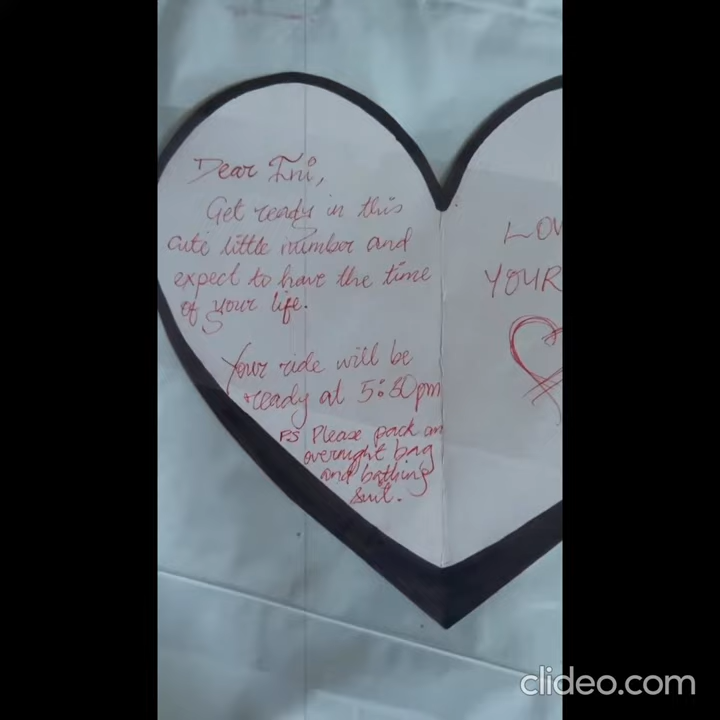 Dear Ini,
Get ready in this
cute little number and
expect to have the time
of your life.
Your ride will be
ready at 5:30pm
PS Please pack an
overnight bag
and bathing
suit.
LOV
YOUR
clideo.com